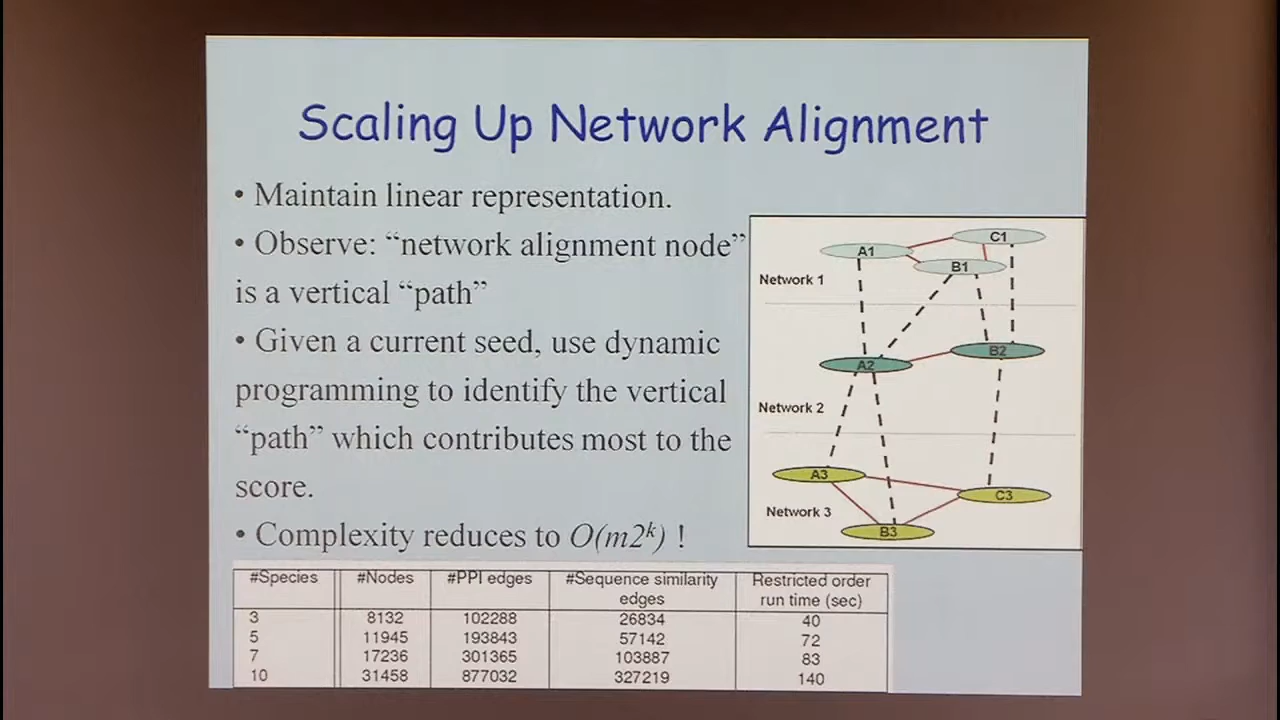 Scaling Up Network Alignment
• Maintain linear representation.
• Observe: “network alignment node”
is a vertical “path”
• Given a current seed, use dynamic
programming to identify the vertical
“path” which contributes most to the
score.
• Complexity reduces to O(m2ᵏ) !
A1
C1
B1
Network 1
A2
B2
Network 2
A3
C3
Network 3
B3
#Species #Nodes #PPI edges #Sequence similarity edges Restricted order run time (sec)
3 8132 102288 26834 40
5 11945 193843 57142 72
7 17236 301365 103887 83
10 31458 877032 327219 140